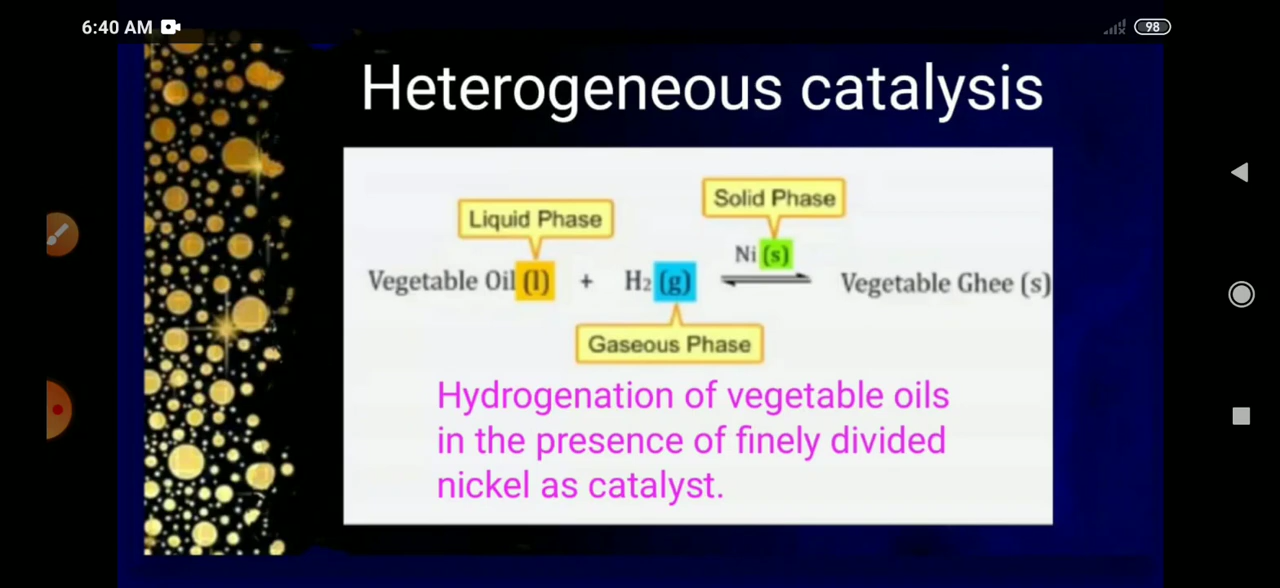 6:40 AM
98
Heterogeneous catalysis
Solid Phase
Liquid Phase
Ni (s)
Vegetable Oil (l) + H₂ (g) ⇌ Vegetable Ghee (s)
Gaseous Phase
Hydrogenation of vegetable oils
in the presence of finely divided
nickel as catalyst.